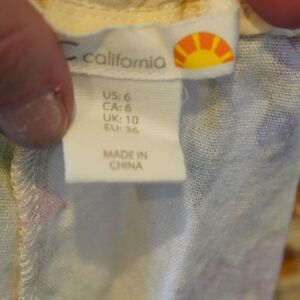 california
US: 6
CA: 6
UK: 10
EU: 36
MADE IN
CHINA